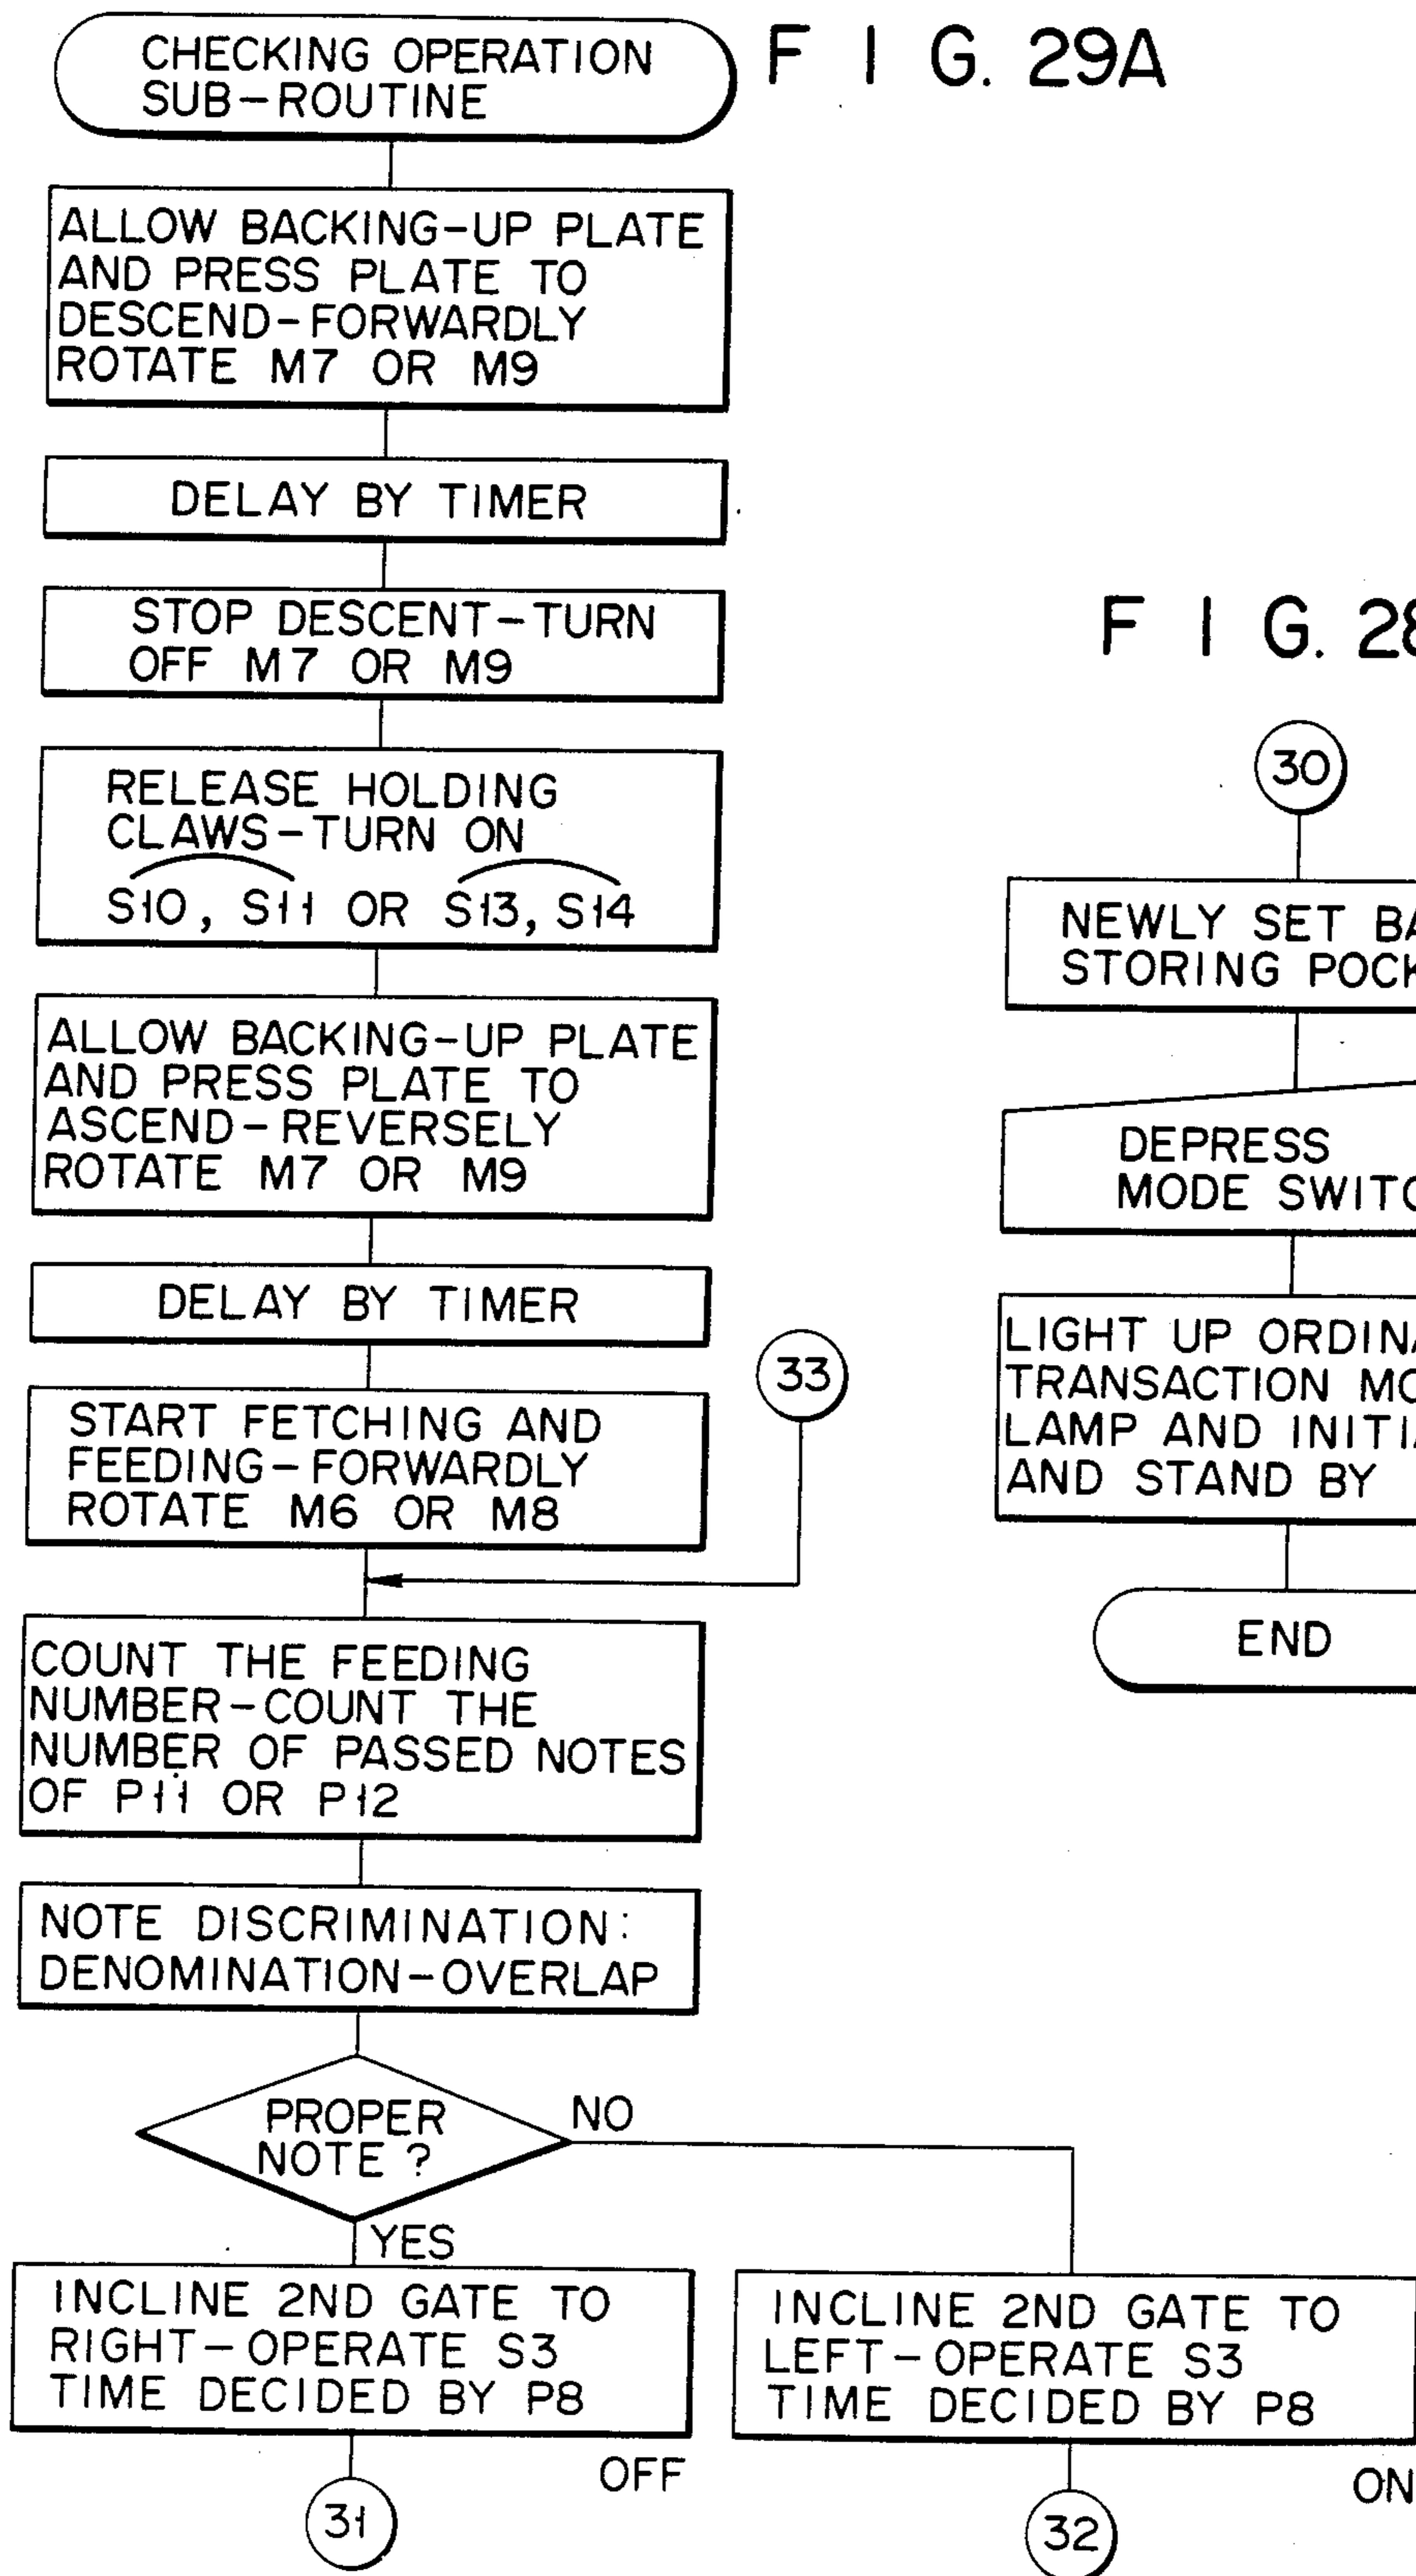 F I G. 29A
CHECKING OPERATION
SUB-ROUTINE
ALLOW BACKING-UP PLATE
AND PRESS PLATE TO
DESCEND-FORWARDLY
ROTATE M7 OR M9
DELAY BY TIMER
STOP DESCENT-TURN
OFF M7 OR M9
RELEASE HOLDING
CLAWS-TURN ON
S10, S11 OR S13, S14
ALLOW BACKING-UP PLATE
AND PRESS PLATE TO
ASCEND-REVERSELY
ROTATE M7 OR M9
DELAY BY TIMER
33
START FETCHING AND
FEEDING-FORWARDLY
ROTATE M6 OR M8
COUNT THE FEEDING
NUMBER-COUNT THE
NUMBER OF PASSED NOTES
OF P11 OR P12
NOTE DISCRIMINATION:
DENOMINATION-OVERLAP
PROPER
NOTE ?
NO
YES
INCLINE 2ND GATE TO
RIGHT-OPERATE S3
TIME DECIDED BY P8
OFF
31
INCLINE 2ND GATE TO
LEFT-OPERATE S3
TIME DECIDED BY P8
ON
32
F I G. 28
30
NEWLY SET
STORING
DEPRESS
MODE
LIGHT UP
TRANSACTION
LAMP AND
AND STAND BY
END